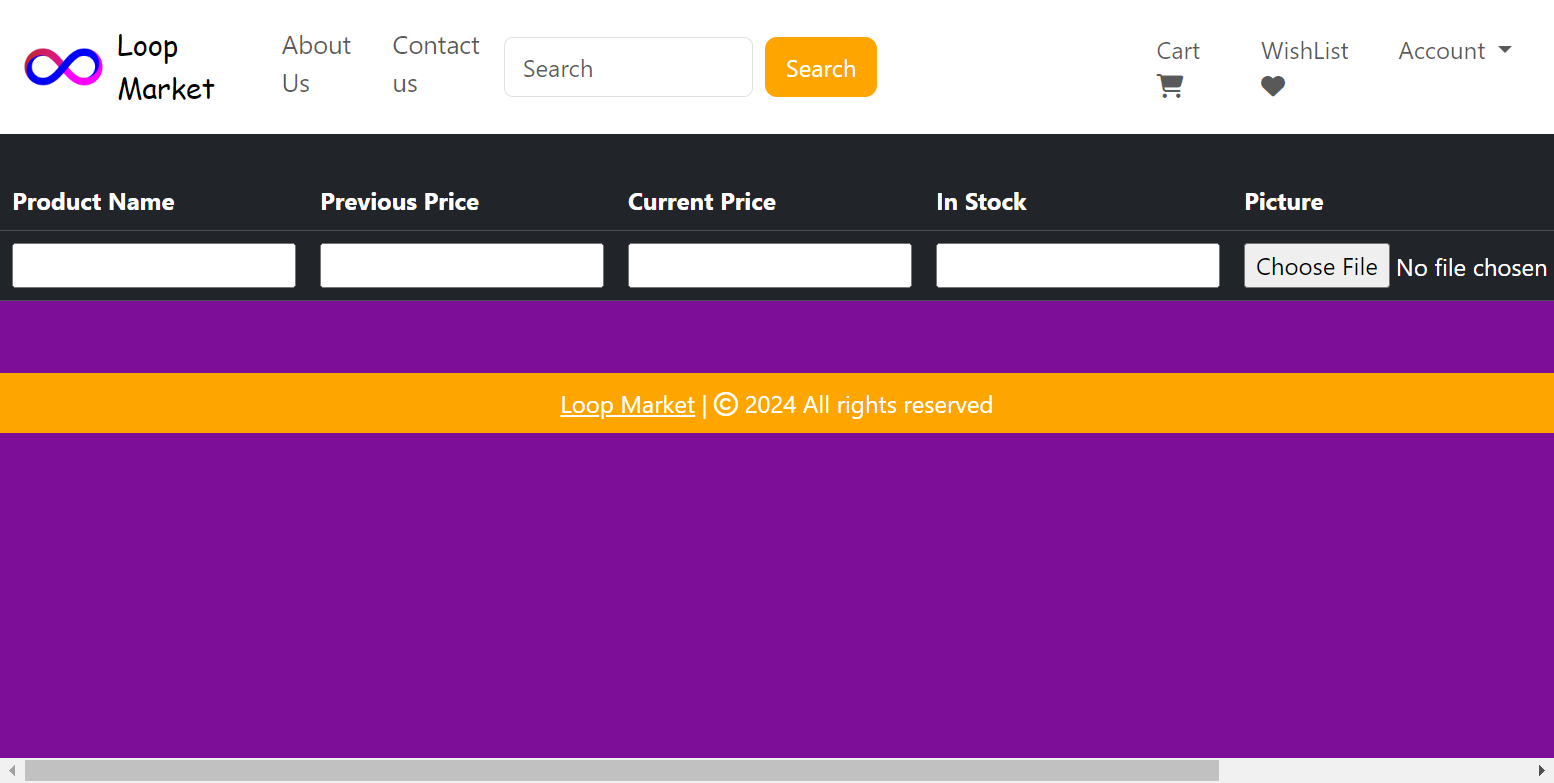 Loop Market
About Us
Contact us
Search
Search
Cart
WishList
Account
Product Name Previous Price Current Price In Stock Picture
Choose File No file chosen
Loop Market | © 2024 All rights reserved